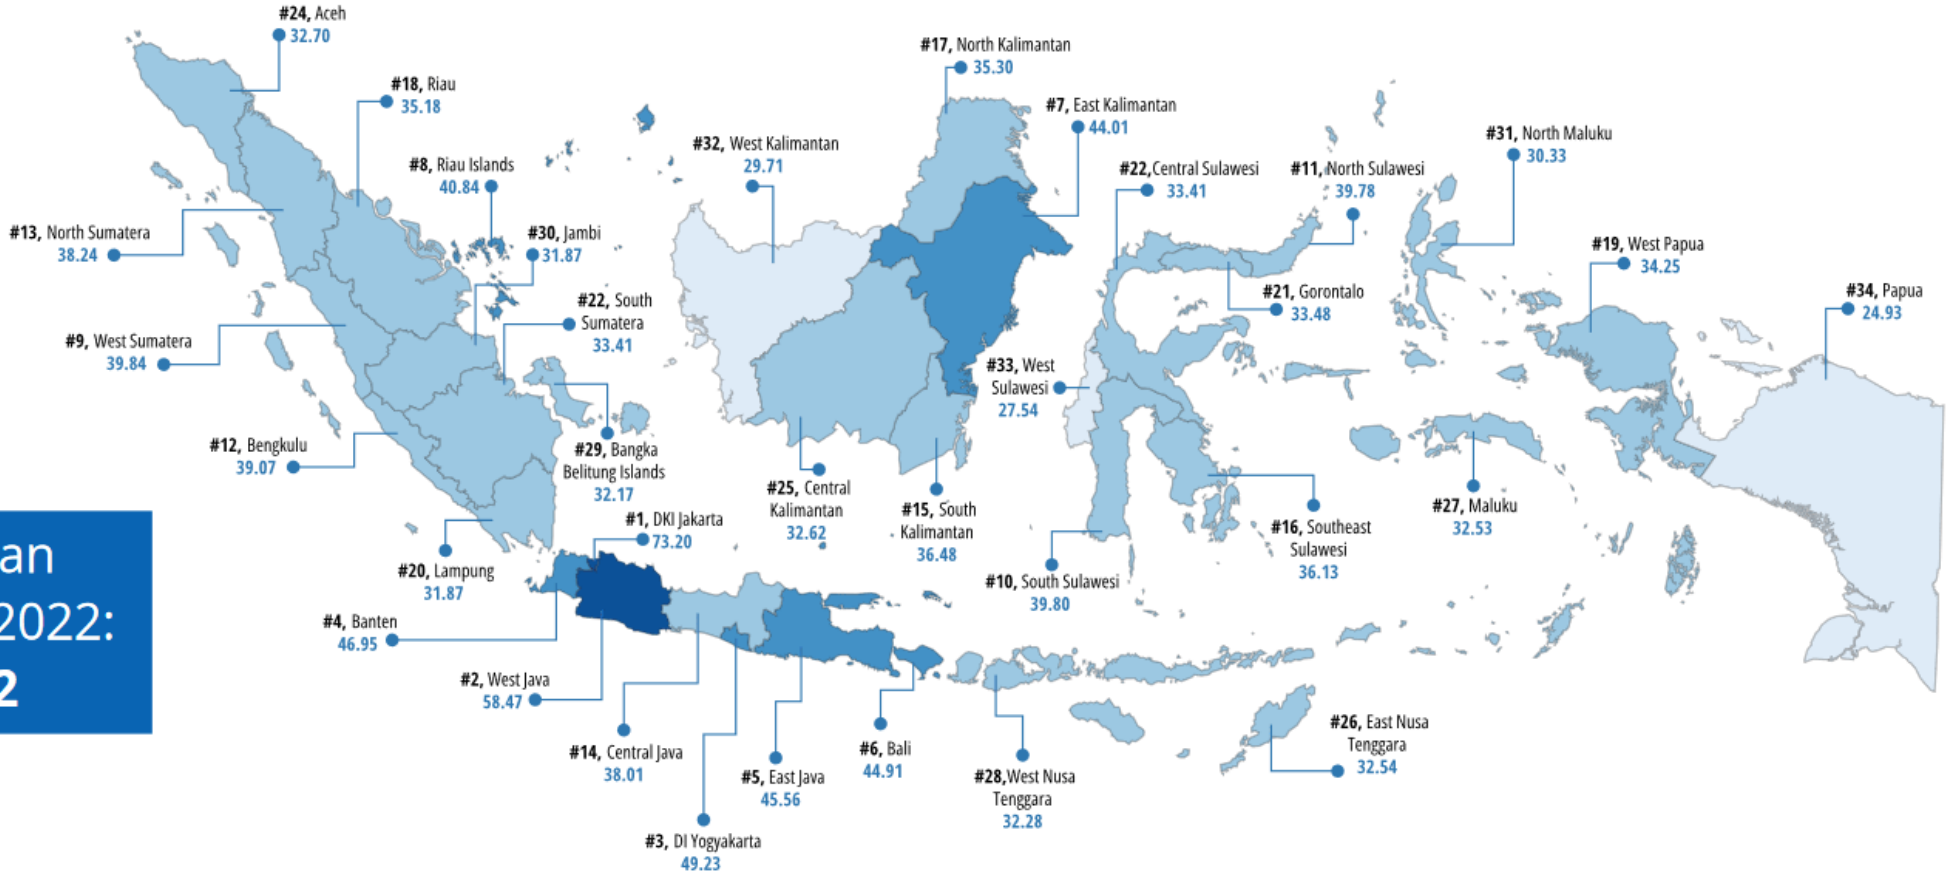 #24, Aceh
32.70
#18, Riau
35.18
#8, Riau Islands
40.84
#30, Jambi
31.87
#13, North Sumatera
38.24
#22, South
Sumatera
33.41
#9, West Sumatera
39.84
#12, Bengkulu
39.07
#29, Bangka
Belitung Islands
32.17
#20, Lampung
31.87
#1, DKI Jakarta
73.20
#4, Banten
46.95
#2, West Java
58.47
#14, Central Java
38.01
#3, DI Yogyakarta
49.23
#5, East Java
45.56
#6, Bali
44.91
#28,West Nusa
Tenggara
32.28
#26, East Nusa
Tenggara
32.54
#17, North Kalimantan
35.30
#7, East Kalimantan
44.01
#32, West Kalimantan
29.71
#25, Central
Kalimantan
32.62
#15, South
Kalimantan
36.48
#22,Central Sulawesi
33.41
#11, North Sulawesi
39.78
#21, Gorontalo
33.48
#33, West
Sulawesi
27.54
#10, South Sulawesi
39.80
#16, Southeast
Sulawesi
36.13
#31, North Maluku
30.33
#19, West Papua
34.25
#34, Papua
24.93
#27, Maluku
32.53
an
2022:
2